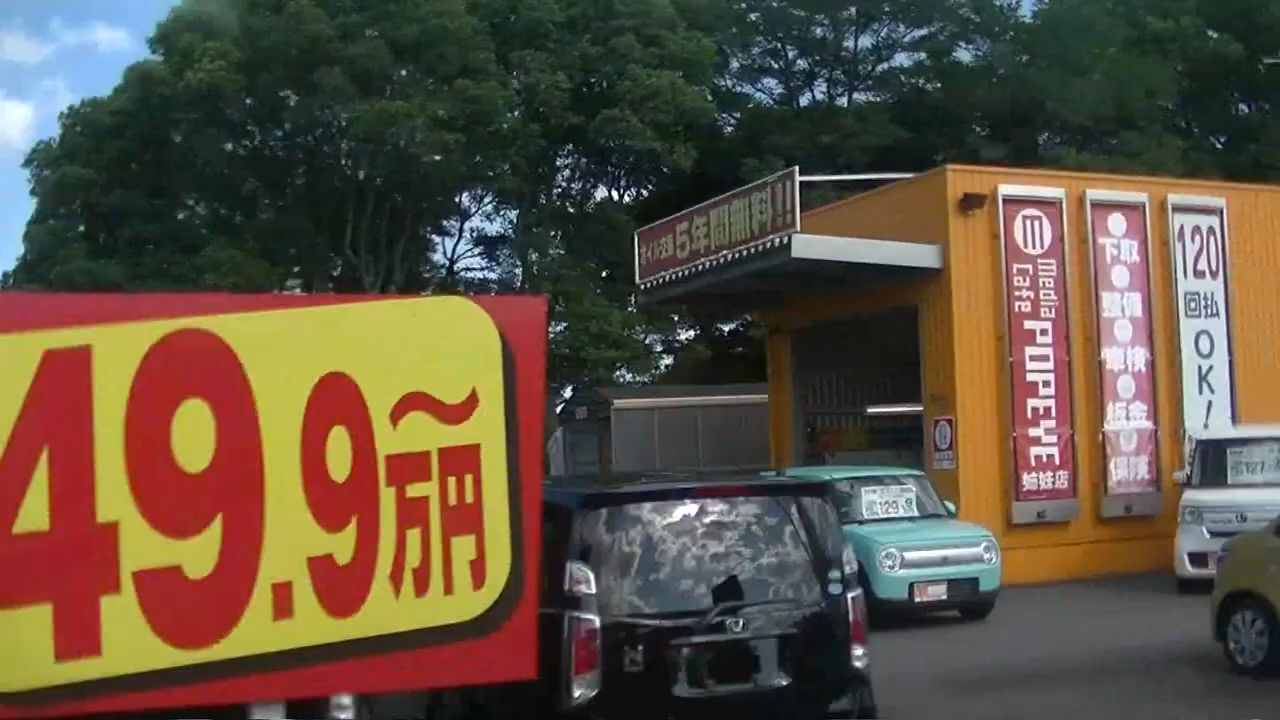 49.9万円〜
オイル交換5年間無料!!
m
Media
Cafe
POPEYE
姉妹店
下取
整備
車検
板金
保険
120
回払
OK!
129
127